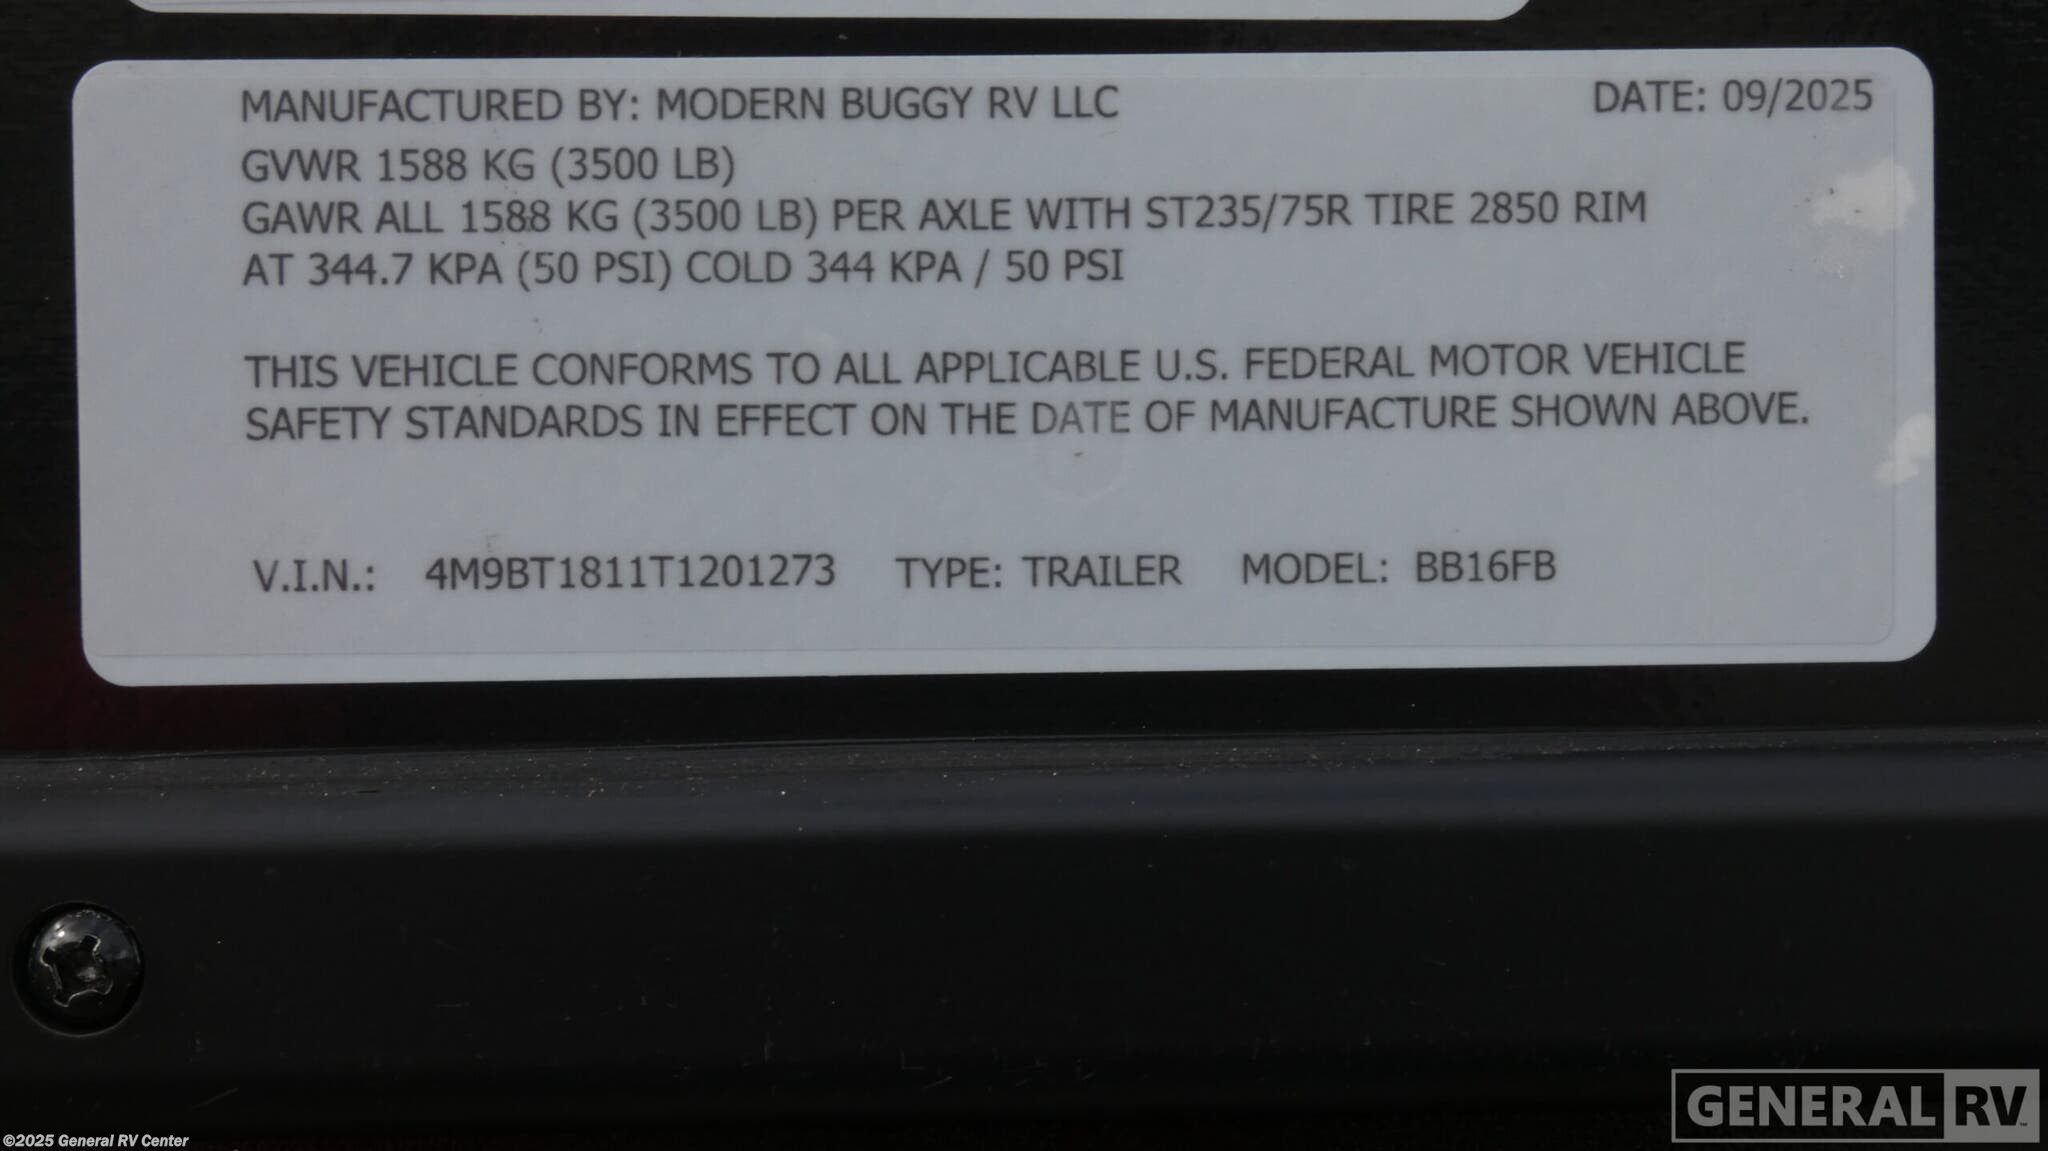 MANUFACTURED BY: MODERN BUGGY RV LLC DATE: 09/2025
GVWR 1588 KG (3500 LB)
GAWR ALL 1588 KG (3500 LB) PER AXLE WITH ST235/75R TIRE 2850 RIM
AT 344.7 KPA (50 PSI) COLD 344 KPA / 50 PSI
THIS VEHICLE CONFORMS TO ALL APPLICABLE U.S. FEDERAL MOTOR VEHICLE
SAFETY STANDARDS IN EFFECT ON THE DATE OF MANUFACTURE SHOWN ABOVE.
V.I.N.: 4M9BT1811T1201273 TYPE: TRAILER MODEL: BB16FB
GENERAL RV™
©2025 General RV Center